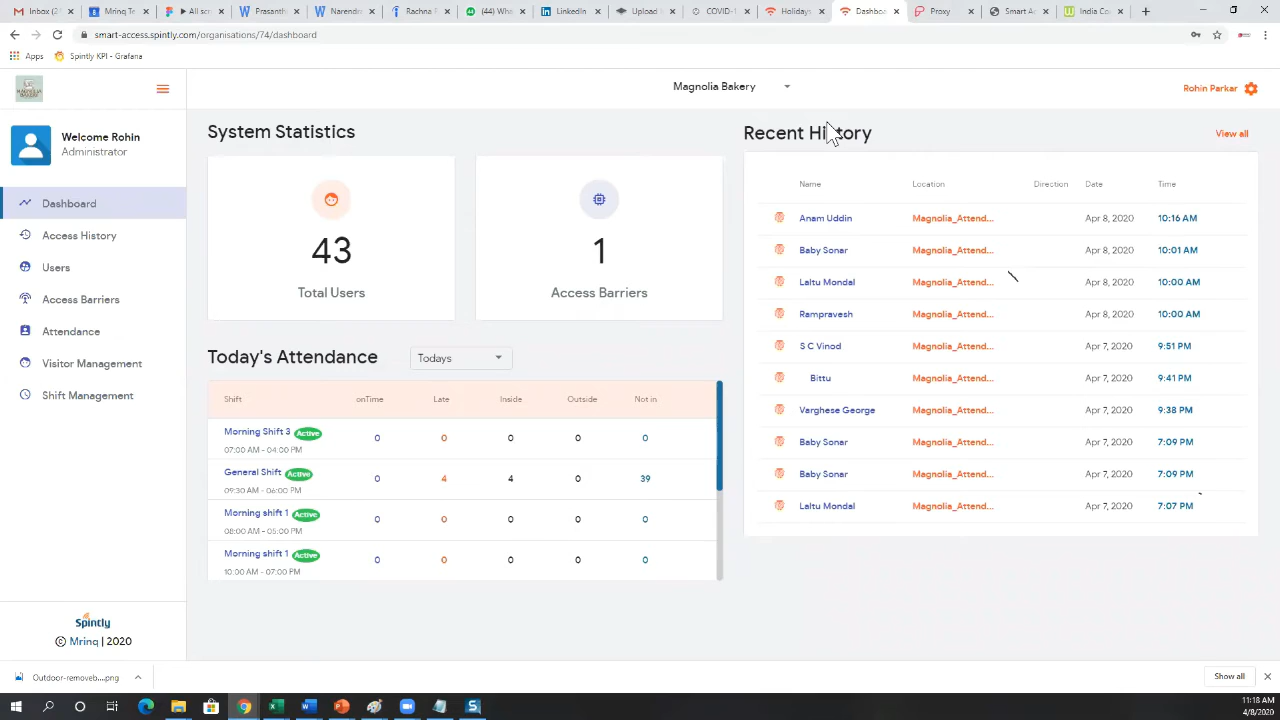 Gmail
Mrinq Te
All scre
Prasanth
Narendr
Rachna F
(44) Wh
LinkedIn
Upload
COVID-1
Holidays
Dashboa
Proxy
Smart Ac
India Co
smart-access.spintly.com/organisations/74/dashboard
Apps Spintly KPI - Grafana
Magnolia Bakery
Rohin Parkar
Welcome Rohin
Administrator
Dashboard
Access History
Users
Access Barriers
Attendance
Visitor Management
Shift Management
Spintly
© Mrinq | 2020
System Statistics
43
Total Users
1
Access Barriers
Today's Attendance Todays
Shift onTime Late Inside Outside Not in
Morning Shift 3 Active 0 0 0 0 0
07:00 AM - 04:00 PM
General Shift Active 0 4 4 0 39
09:30 AM - 06:00 PM
Morning shift 1 Active 0 0 0 0 0
08:00 AM - 05:00 PM
Morning shift 1 Active 0 0 0 0 0
10:00 AM - 07:00 PM
Recent History View all
Name Location Direction Date Time
Anam Uddin Magnolia_Attend... Apr 8, 2020 10:16 AM
Baby Sonar Magnolia_Attend... Apr 8, 2020 10:01 AM
Laltu Mondal Magnolia_Attend... Apr 8, 2020 10:00 AM
Rampravesh Magnolia_Attend... Apr 8, 2020 10:00 AM
S C Vinod Magnolia_Attend... Apr 7, 2020 9:51 PM
Bittu Magnolia_Attend... Apr 7, 2020 9:41 PM
Varghese George Magnolia_Attend... Apr 7, 2020 9:38 PM
Baby Sonar Magnolia_Attend... Apr 7, 2020 7:09 PM
Baby Sonar Magnolia_Attend... Apr 7, 2020 7:09 PM
Laltu Mondal Magnolia_Attend... Apr 7, 2020 7:07 PM
Outdoor-removeb....png
Show all
11:18 AM
4/8/2020